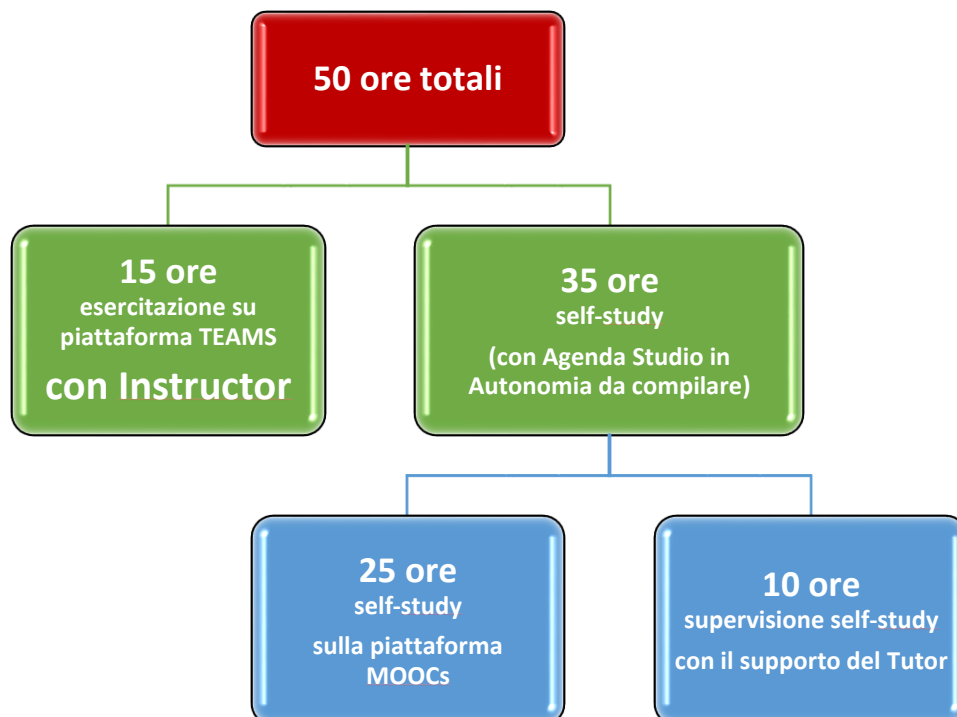 50 ore totali
15 ore
esercitazione su
piattaforma TEAMS
con Instructor
35 ore
self-study
(con Agenda Studio in
Autonomia da compilare)
25 ore
self-study
sulla piattaforma
MOOCs
10 ore
supervisione self-study
con il supporto del Tutor